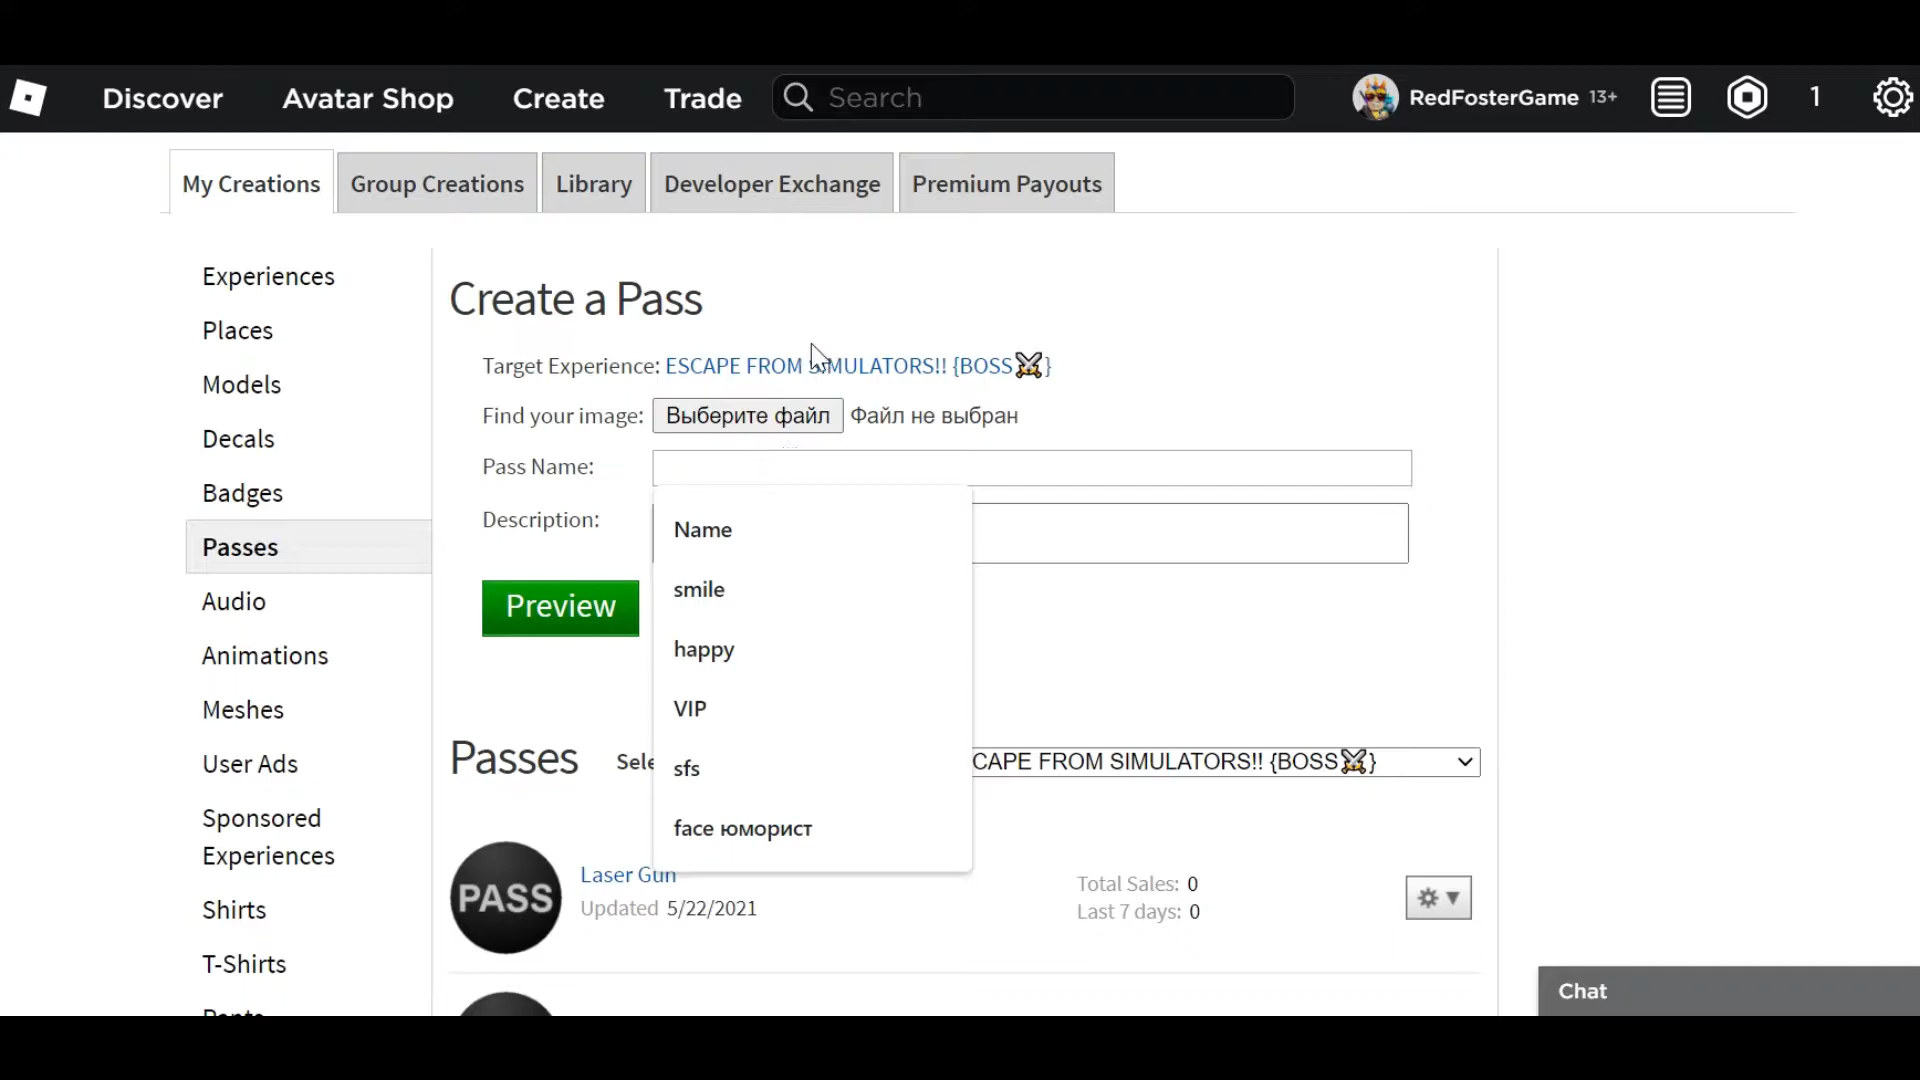 Discover Avatar Shop Create Trade Search RedFosterGame 13+ 1
My Creations Group Creations Library Developer Exchange Premium Payouts
Experiences
Places
Models
Decals
Badges
Passes
Audio
Animations
Meshes
User Ads
Sponsored
Experiences
Shirts
T-Shirts
Create a Pass
Target Experience: ESCAPE FROM SIMULATORS!! {BOSS⚔️}
Find your image: Выберите файл Файл не выбран
Pass Name:
Description:
Name
smile
happy
VIP
sfs
face юморист
Preview
Passes Sele CAPE FROM SIMULATORS!! {BOSS⚔️}
PASS
Laser Gun
Updated 5/22/2021
Total Sales: 0
Last 7 days: 0
Chat